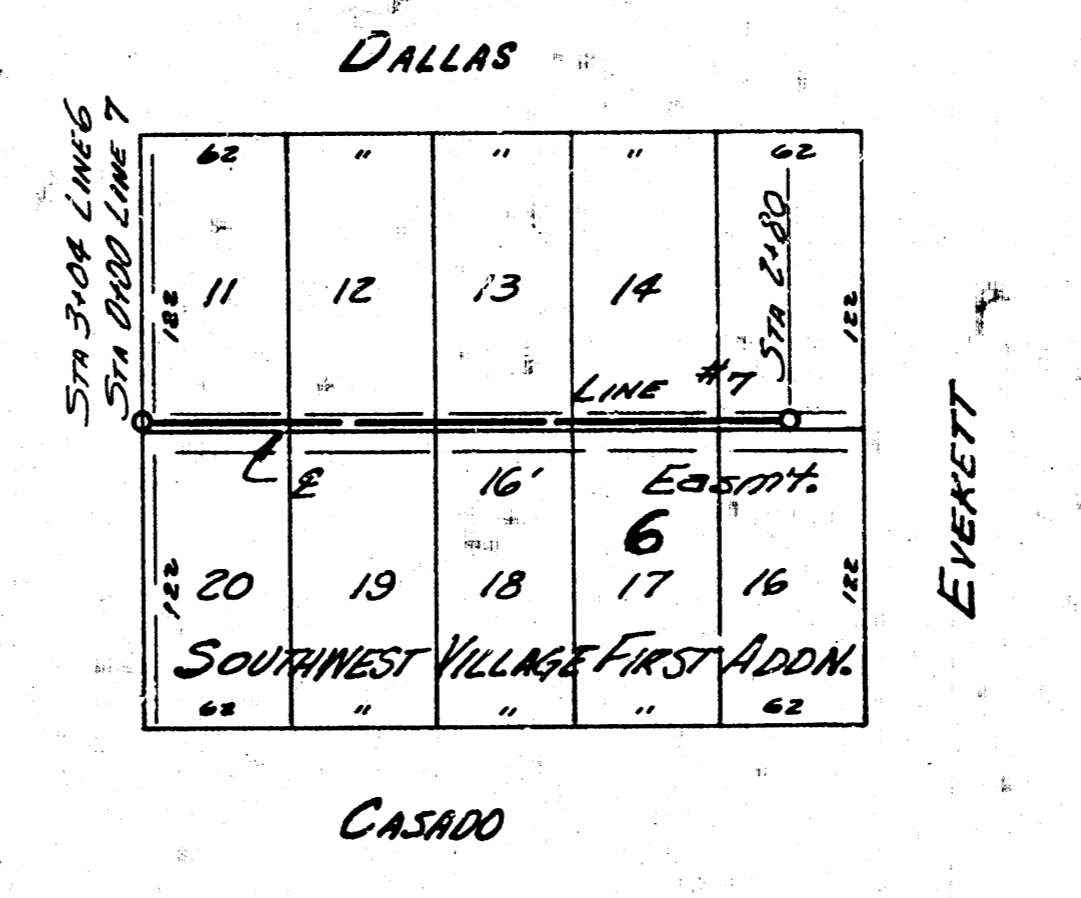 DALLAS
STA 3+04 LINE 6
STA 0+00 LINE 7
62 " " " 62
STA 2+80
11 12 13 14
122 122
LINE #7
℄ 16' Easmt.
6
122 20 19 18 17 16 122
SOUTHWEST VILLAGE FIRST ADDN.
62 " " " 62
EVERETT
CASADO